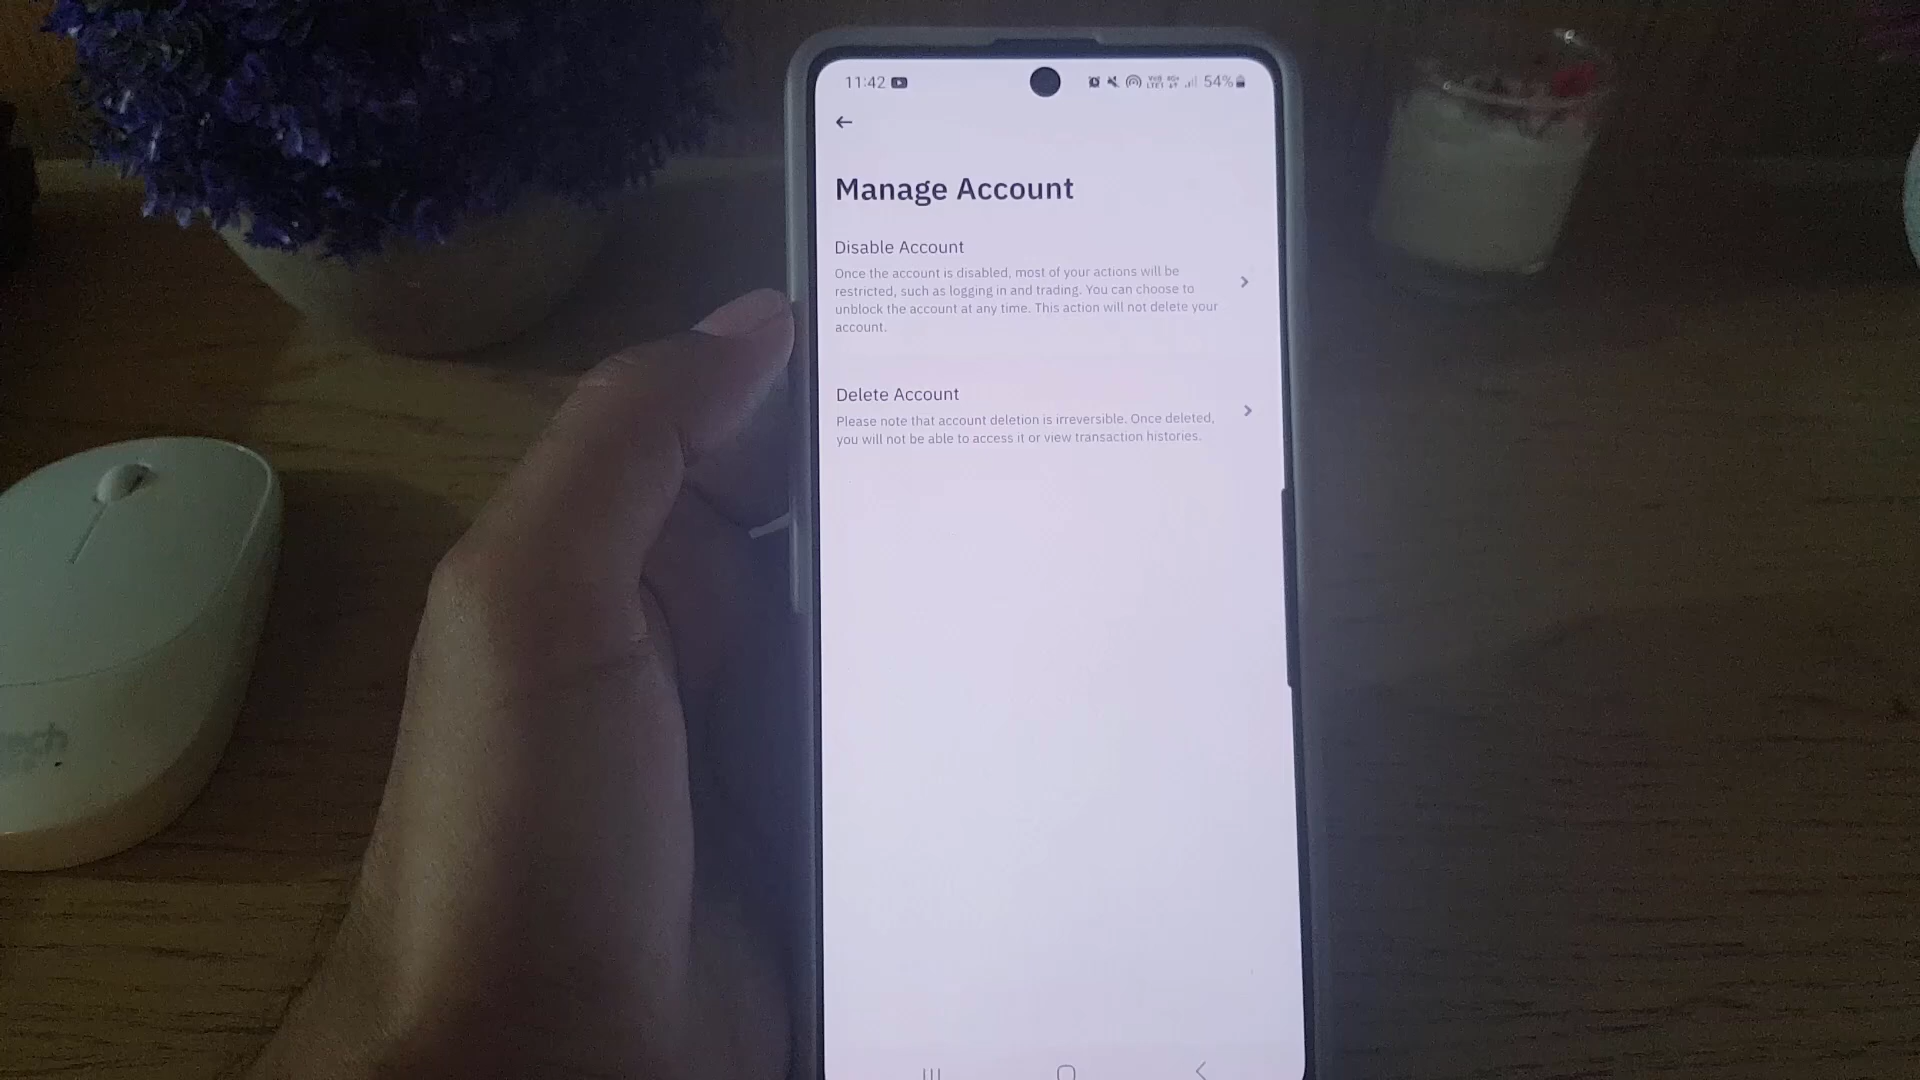 11:42
54%
Manage Account
Disable Account
Once the account is disabled, most of your actions will be
restricted, such as logging in and trading. You can choose to
unblock the account at any time. This action will not delete your
account.
Delete Account
Please note that account deletion is irreversible. Once deleted,
you will not be able to access it or view transaction histories.